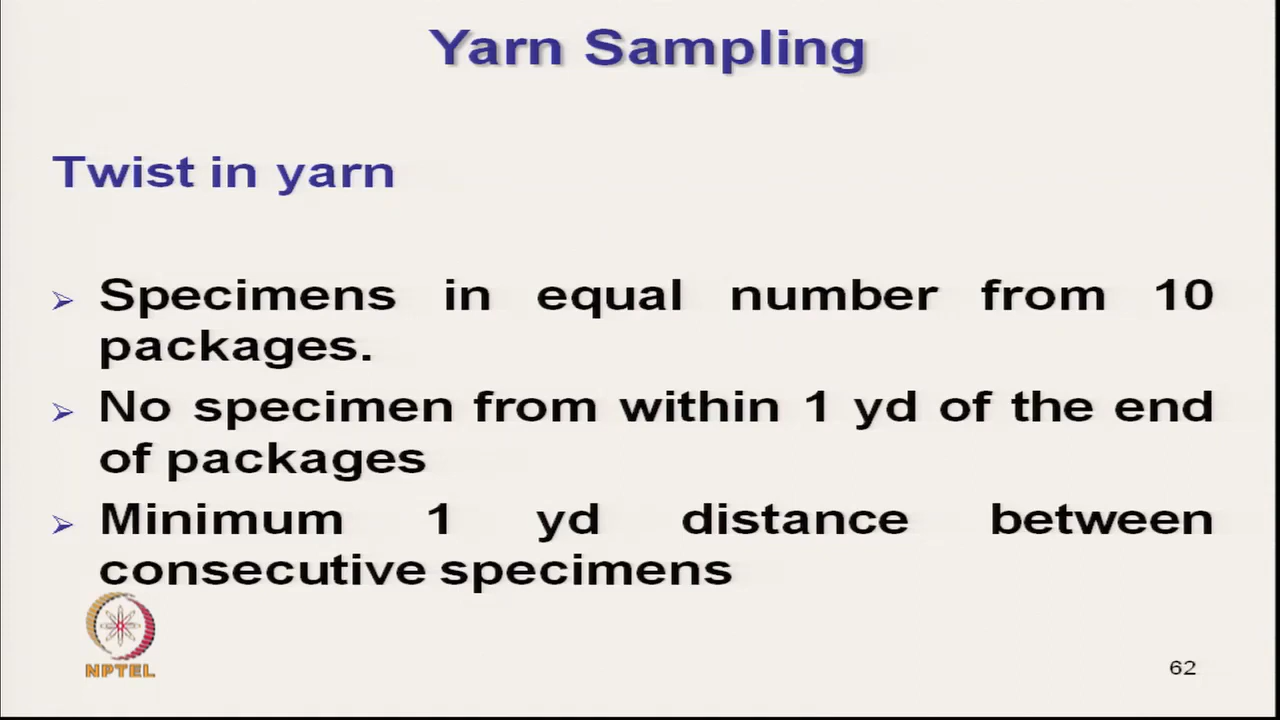 Yarn Sampling
Twist in yarn
Specimens in equal number from 10
packages.
No specimen from within 1 yd of the end
of packages
Minimum 1 yd distance between
consecutive specimens
NPTEL
62